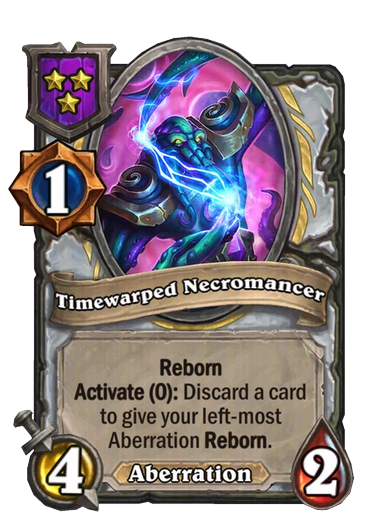 1
Timewarped Necromancer
Reborn
Activate (0): Discard a card
to give your left-most
Aberration Reborn.
4
Aberration
2